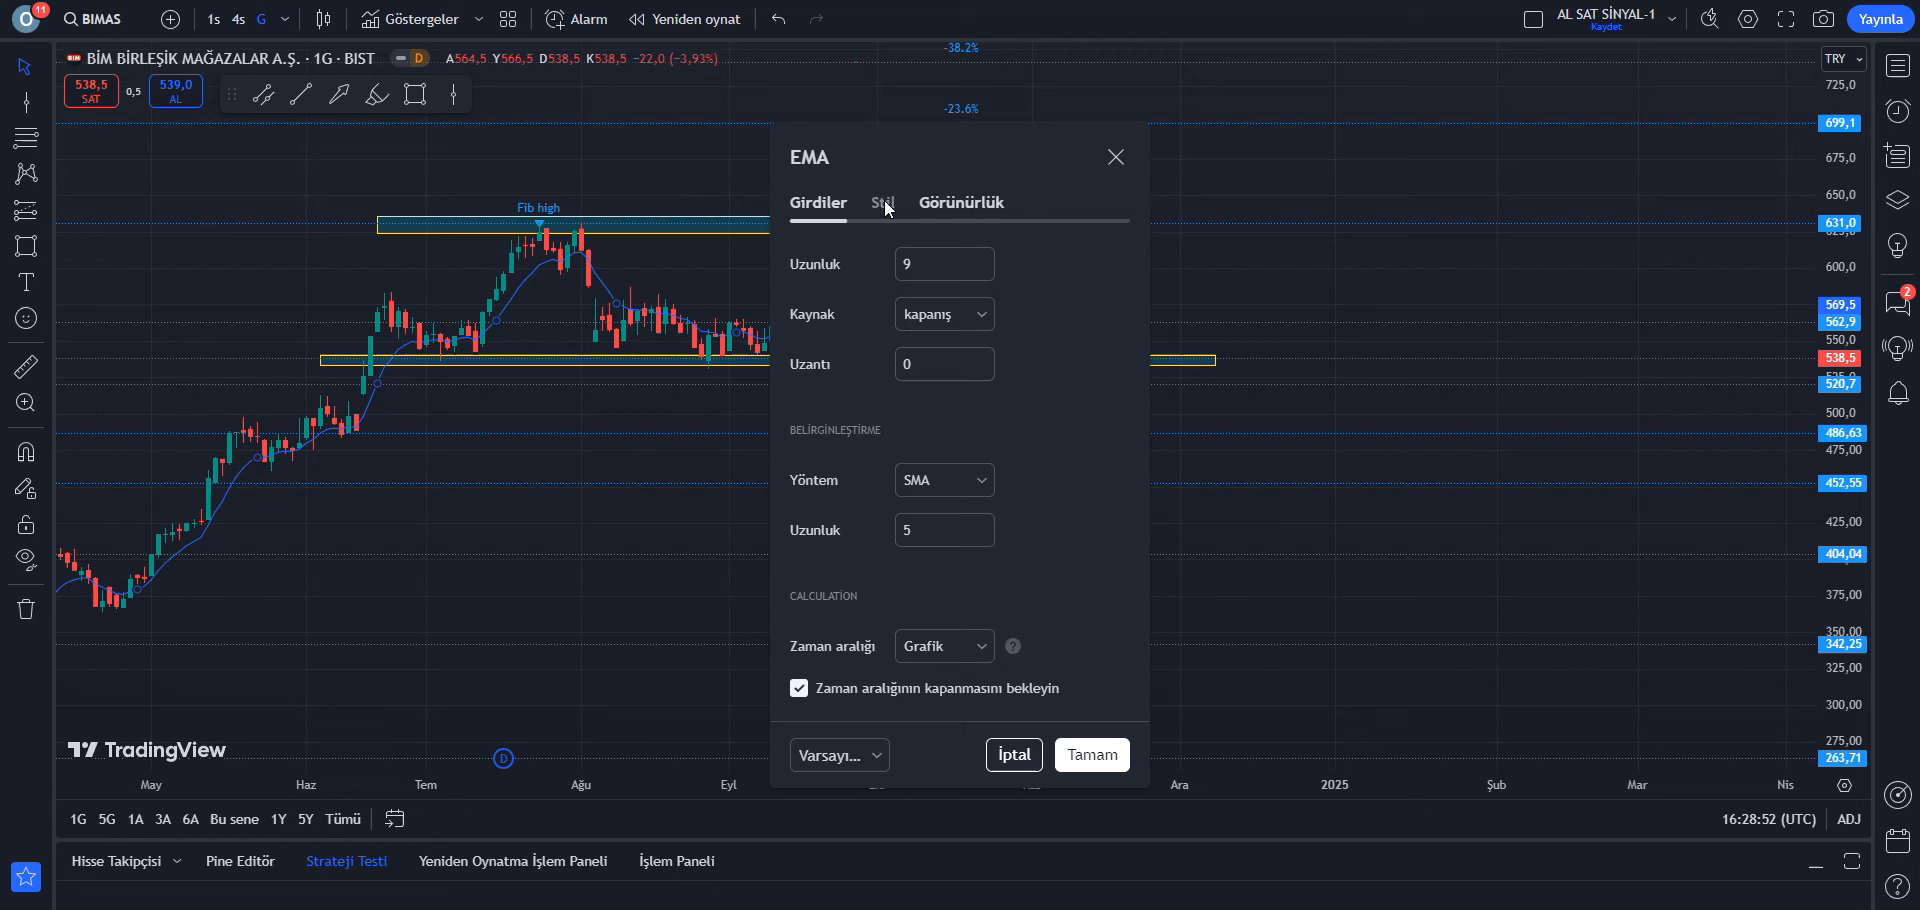 O 11 BIMAS 1s 4s G Göstergeler Alarm Yeniden oynat AL SAT SİNYAL-1 Kaydet Yayınla
BİM BİRLEŞİK MAĞAZALAR A.Ş. · 1G · BIST D A564,5 Y566,5 D538,5 K538,5 −22,0 (−3,93%)
538,5 SAT 0,5 539,0 AL
-38.2%
-23.6%
Fib high
EMA
Girdiler Stil Görünürlük
Uzunluk 9
Kaynak kapanış
Uzantı 0
BELİRGİNLEŞTİRME
Yöntem SMA
Uzunluk 5
CALCULATİON
Zaman aralığı Grafik ?
Zaman aralığının kapanmasını bekleyin
Varsayı... İptal Tamam
TRY
725,0
699,1
675,0
650,0
631,0
600,0
569,5
562,9
550,0
538,5
520,7
500,0
486,63
475,00
452,55
425,00
404,04
375,00
350,00
342,25
325,00
300,00
275,00
263,71
2
TradingView
D
May Haz Tem Ağu Eyl Ara 2025 Şub Mar Nis
1G 5G 1A 3A 6A Bu sene 1Y 5Y Tümü 16:28:52 (UTC) ADJ
Hisse Takipçisi Pine Editör Strateji Testi Yeniden Oynatma İşlem Paneli İşlem Paneli